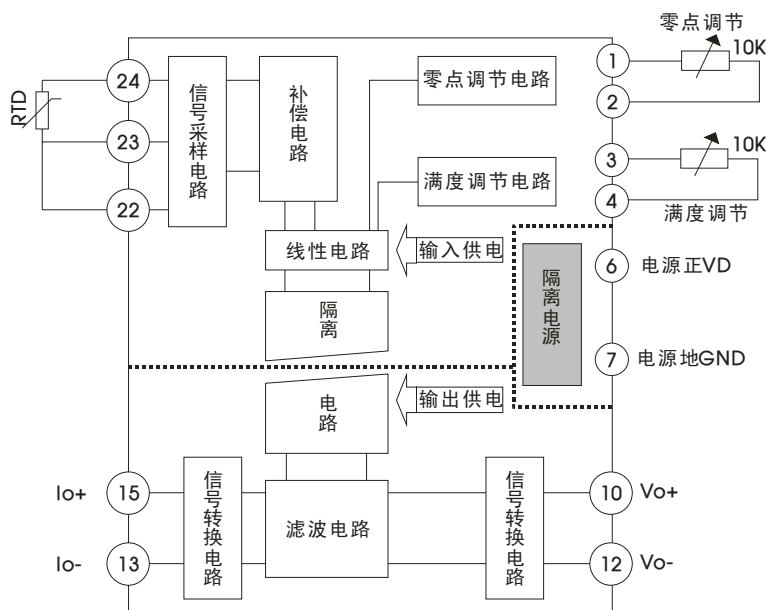 零点调节
1
10K
2
24
RTD
信号采样电路
补偿电路
零点调节电路
23
3
10K
满度调节电路
4
22
满度调节
线性电路
输入供电
隔离电源
6
电源正VD
隔离
7
电源地GND
电路
输出供电
Io+
15
信号转换电路
滤波电路
信号转换电路
10
Vo+
Io-
13
12
Vo-